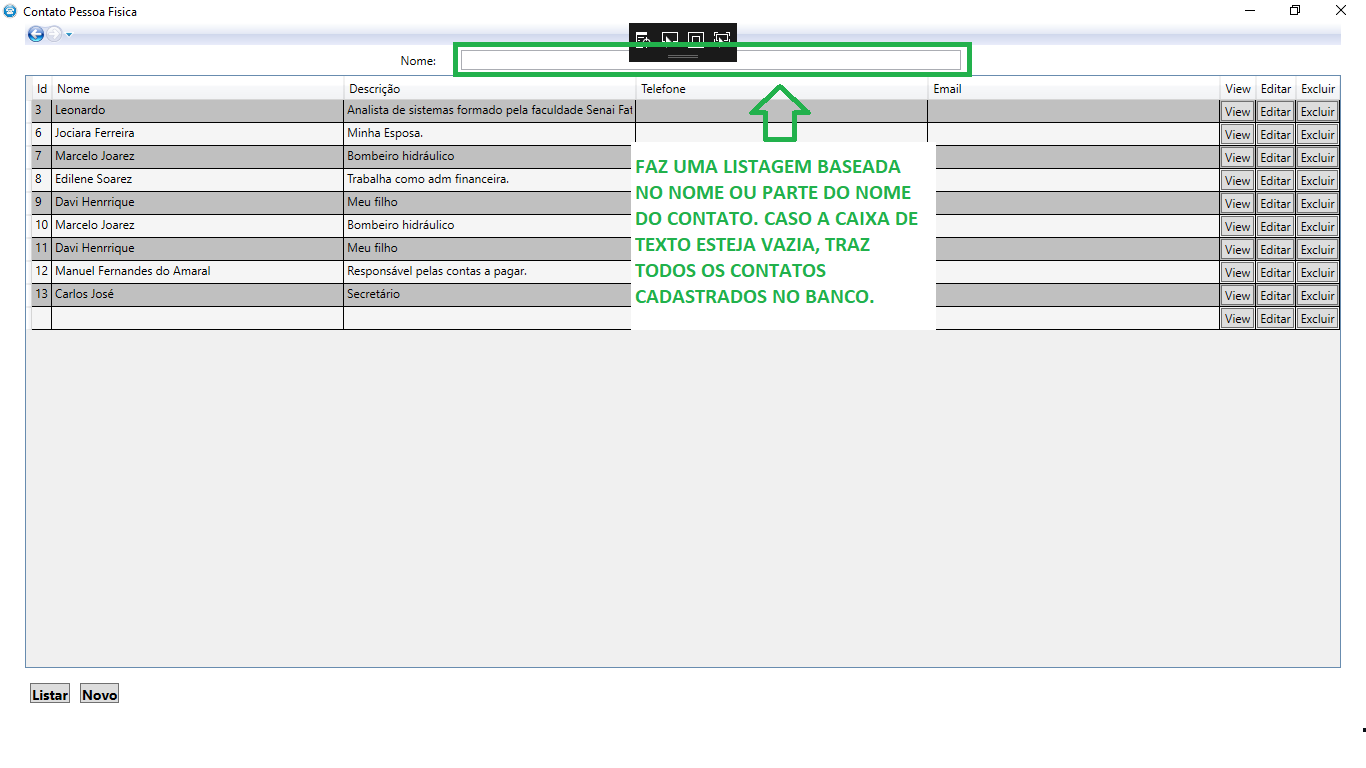 Contato Pessoa Fisica
Nome:
Id Nome Descrição Telefone Email View Editar Excluir
3 Leonardo Analista de sistemas formado pela faculdade Senai Fat View Editar Excluir
6 Jociara Ferreira Minha Esposa. View Editar Excluir
7 Marcelo Joarez Bombeiro hidráulico View Editar Excluir
8 Edilene Soarez Trabalha como adm financeira. View Editar Excluir
9 Davi Henrrique Meu filho View Editar Excluir
10 Marcelo Joarez Bombeiro hidráulico View Editar Excluir
11 Davi Henrrique Meu filho View Editar Excluir
12 Manuel Fernandes do Amaral Responsável pelas contas a pagar. View Editar Excluir
13 Carlos José Secretário View Editar Excluir
View Editar Excluir
FAZ UMA LISTAGEM BASEADA
NO NOME OU PARTE DO NOME
DO CONTATO. CASO A CAIXA DE
TEXTO ESTEJA VAZIA, TRAZ
TODOS OS CONTATOS
CADASTRADOS NO BANCO.
Listar Novo